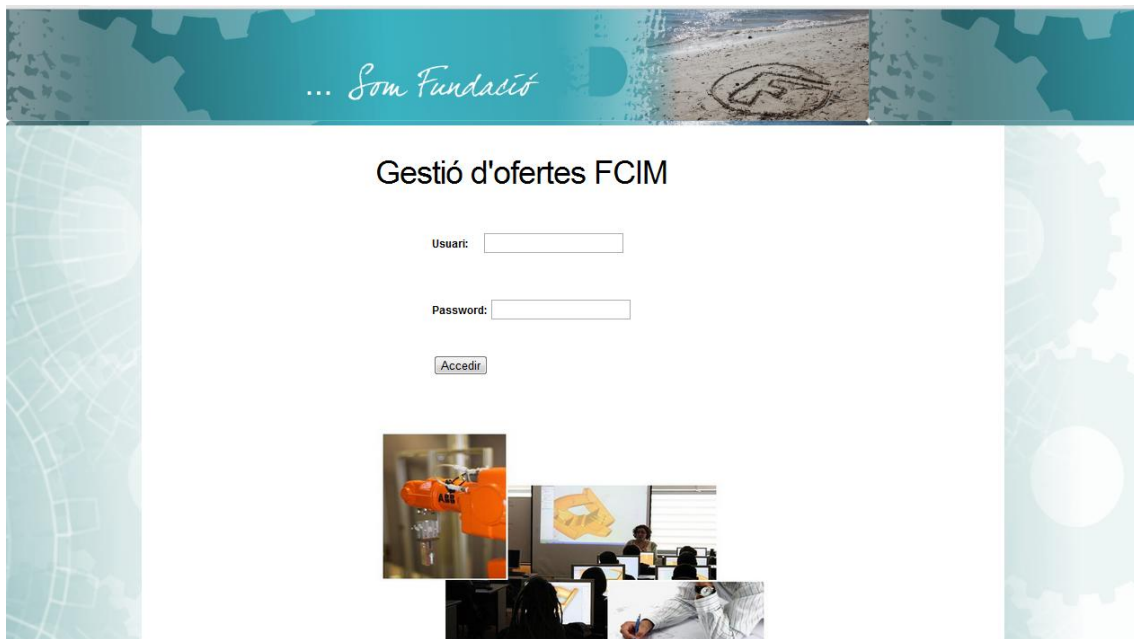 ... Som Fundació
Gestió d'ofertes FCIM
Usuari:
Password:
Accedir
ABB